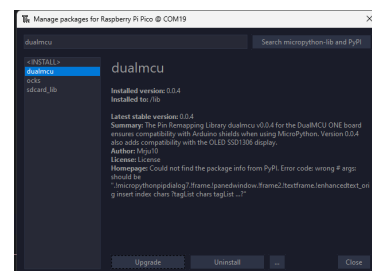 Manage packages for Raspberry Pi Pico @ COM19
dualmcu
Search micropython-lib and PyPI
<INSTALL>
dualmcu
ocks
sdcard_lib
dualmcu
Installed version: 0.0.4
Installed to: /lib
Latest stable version: 0.0.4
Summary: The Pin Remapping Library dualmcu v0.0.4 for the DualMCU ONE board
ensures compatibility with Arduino shields when using MicroPython. Version 0.0.4
also adds compatibility with the OLED SSD1306 display.
Author: Mrju10
License: License
Homepage: Could not find the package info from PyPI. Error code: wrong # args:
should be
".!micropythonpipdialog7.!frame.!panedwindow.!frame2.!textframe.!enhancedtext_ori
g insert index chars ?tagList chars tagList ...?"
Upgrade
Uninstall
...
Close